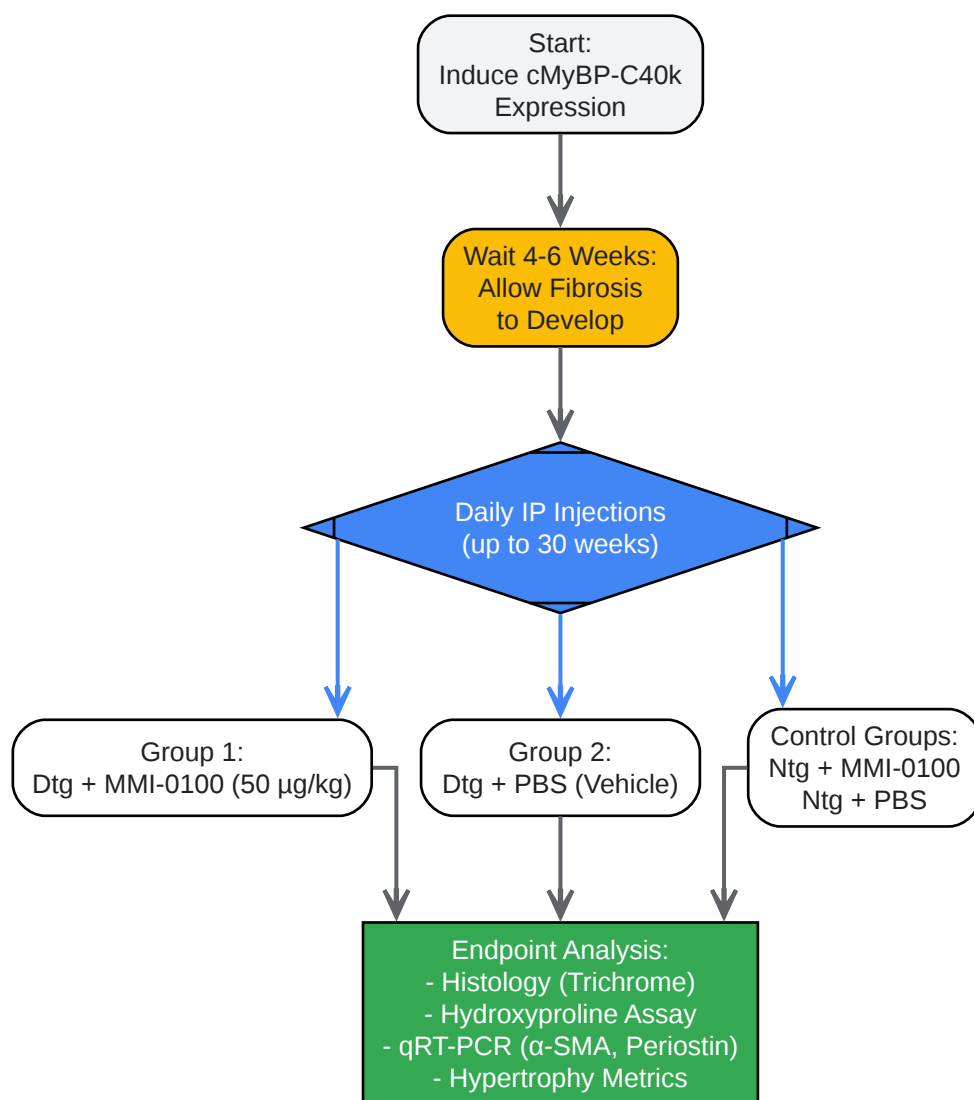 Start:
Induce cMyBP-C40k
Expression
Wait 4-6 Weeks:
Allow Fibrosis
to Develop
Daily IP Injections
(up to 30 weeks)
Group 1:
Dtg + MMI-0100 (50 µg/kg)
Group 2:
Dtg + PBS (Vehicle)
Control Groups:
Ntg + MMI-0100
Ntg + PBS
Endpoint Analysis:
- Histology (Trichrome)
- Hydroxyproline Assay
- qRT-PCR (α-SMA, Periostin)
- Hypertrophy Metrics